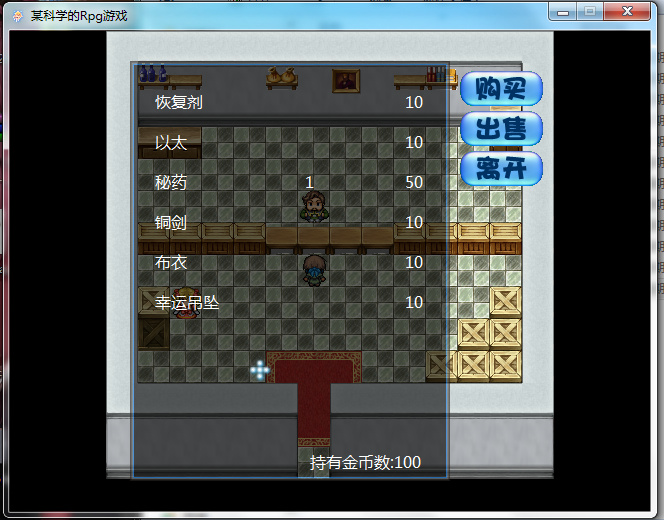 某科学的Rpg游戏
恢复剂 10
以太 10
秘药 1 50
铜剑 10
布衣 10
幸运吊坠 10
持有金币数:100
购买
出售
离开